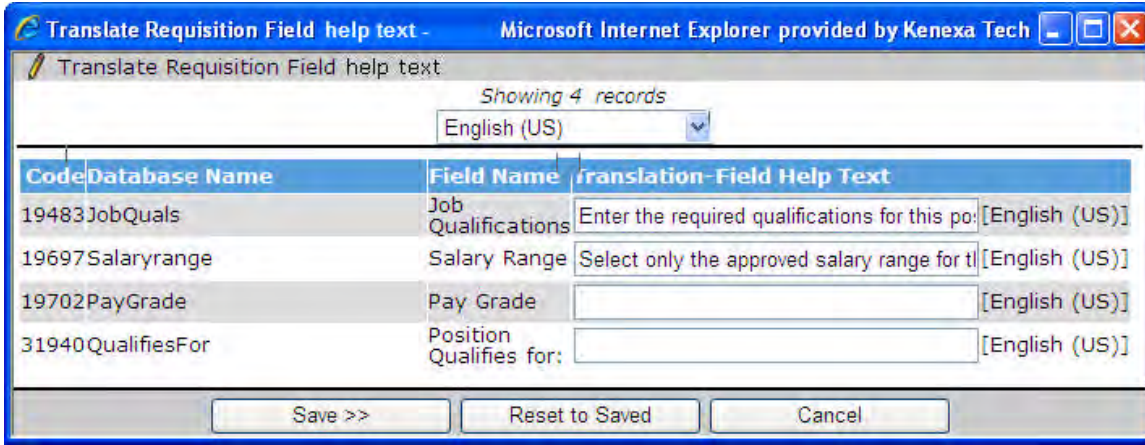 Translate Requisition Field help text - Microsoft Internet Explorer provided by Kenexa Tech
Translate Requisition Field help text
Showing 4 records
English (US)
Code Database Name Field Name Translation-Field Help Text
19483 JobQuals Job Qualifications Enter the required qualifications for this po [English (US)]
19697 Salaryrange Salary Range Select only the approved salary range for t [English (US)]
19702 PayGrade Pay Grade [English (US)]
31940 QualifiesFor Position Qualifies for: [English (US)]
Save >> Reset to Saved Cancel